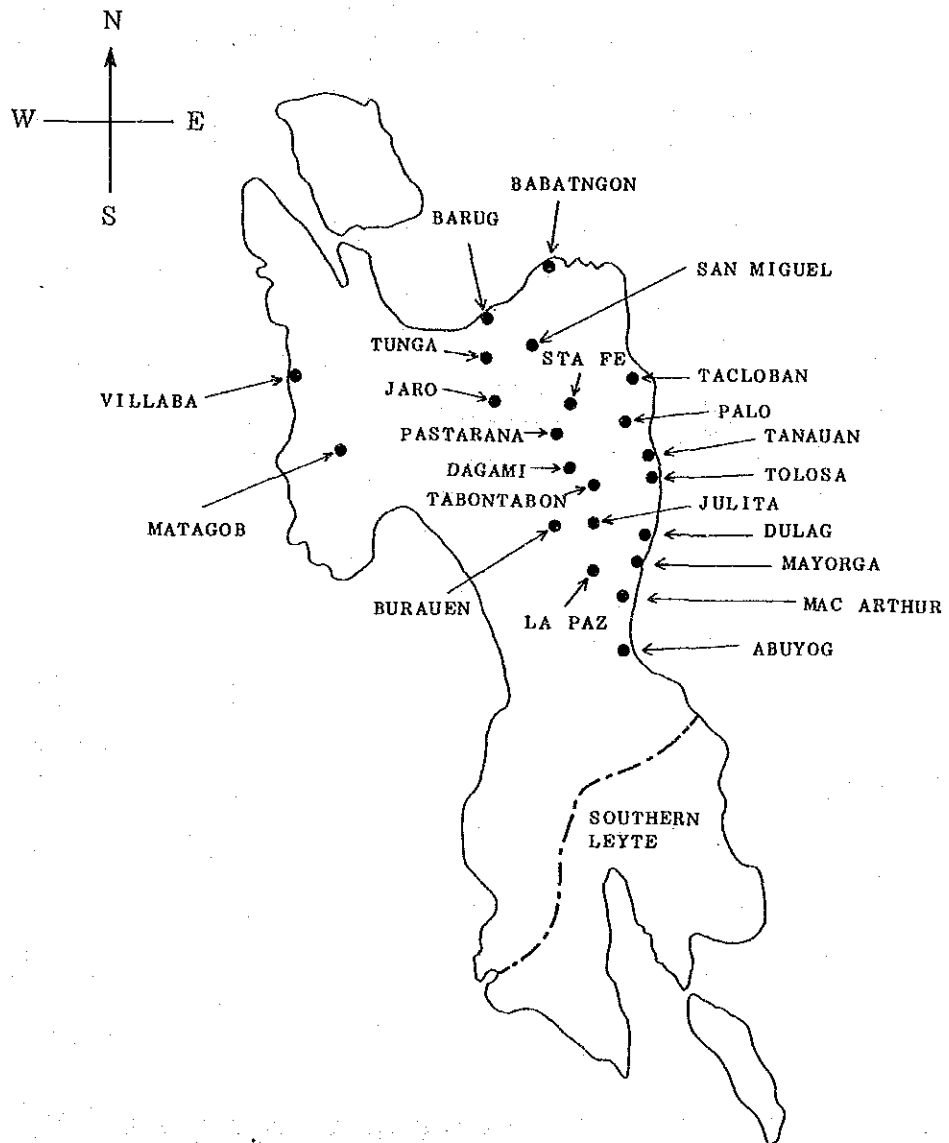 N
W
E
S
BABATNGON
BARUG
SAN MIGUEL
TUNGA
STA FE
TACLOBAN
VILLABA
JARO
PALO
PASTARANA
TANAUAN
DAGAMI
TOLOSA
TABONTABON
JULITA
MATAGOB
DULAG
MAYORGA
BURAUEN
LA PAZ
MAC ARTHUR
ABUYOG
SOUTHERN
LEYTE